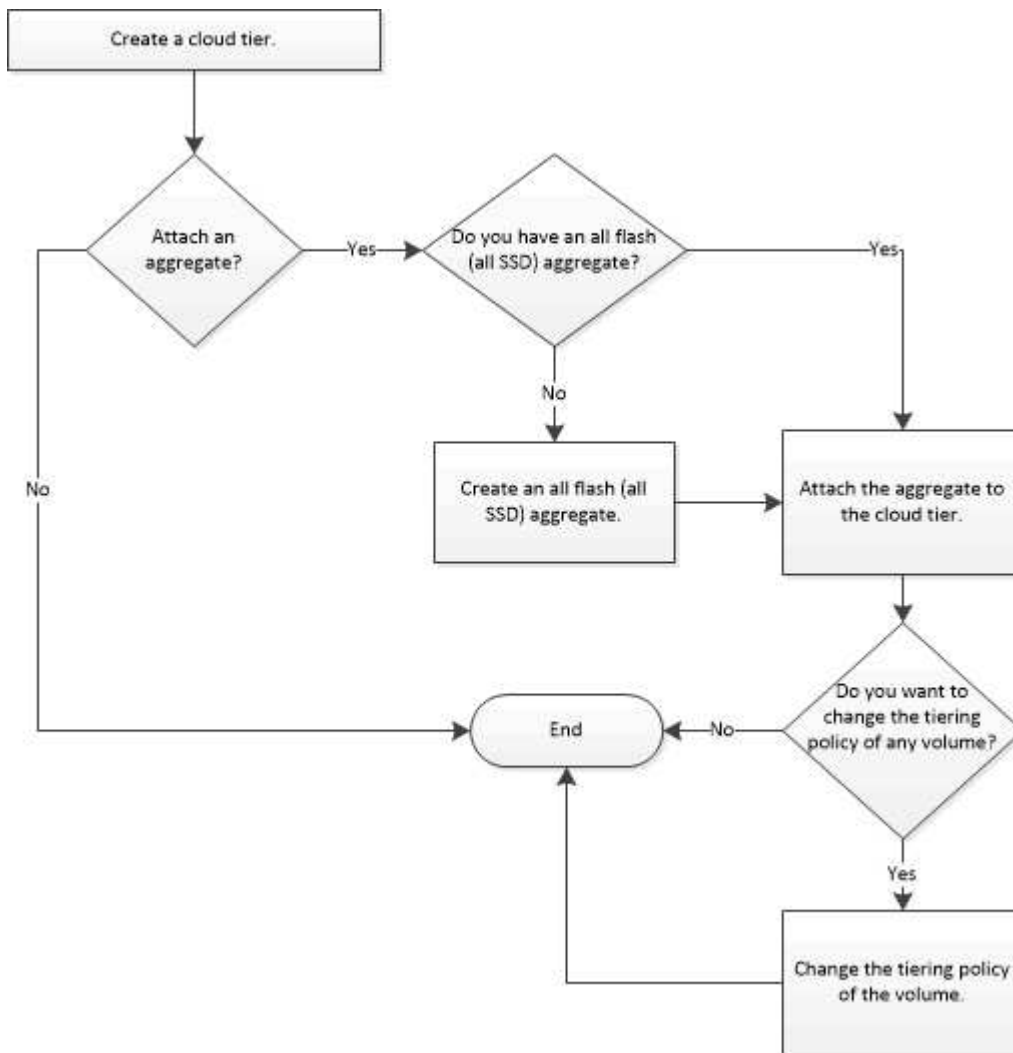 Create a cloud tier.
Attach an
aggregate?
Yes
Do you have an all flash
(all SSD) aggregate?
Yes
No
No
Create an all flash (all
SSD) aggregate.
Attach the aggregate to
the cloud tier.
Do you want to
change the tiering
policy of any volume?
No
End
Yes
Change the tiering policy
of the volume.